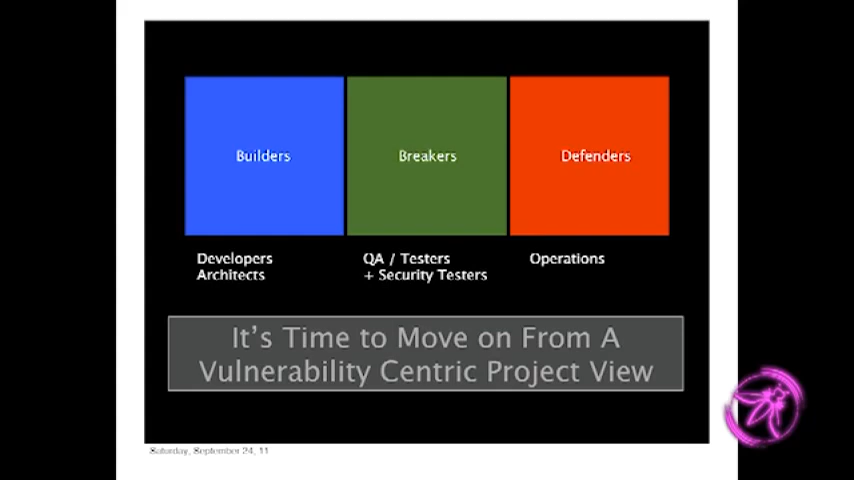 Builders
Breakers
Defenders
Developers
Architects
QA / Testers
+ Security Testers
Operations
It's Time to Move on From A
Vulnerability Centric Project View
Saturday, September 24, 11